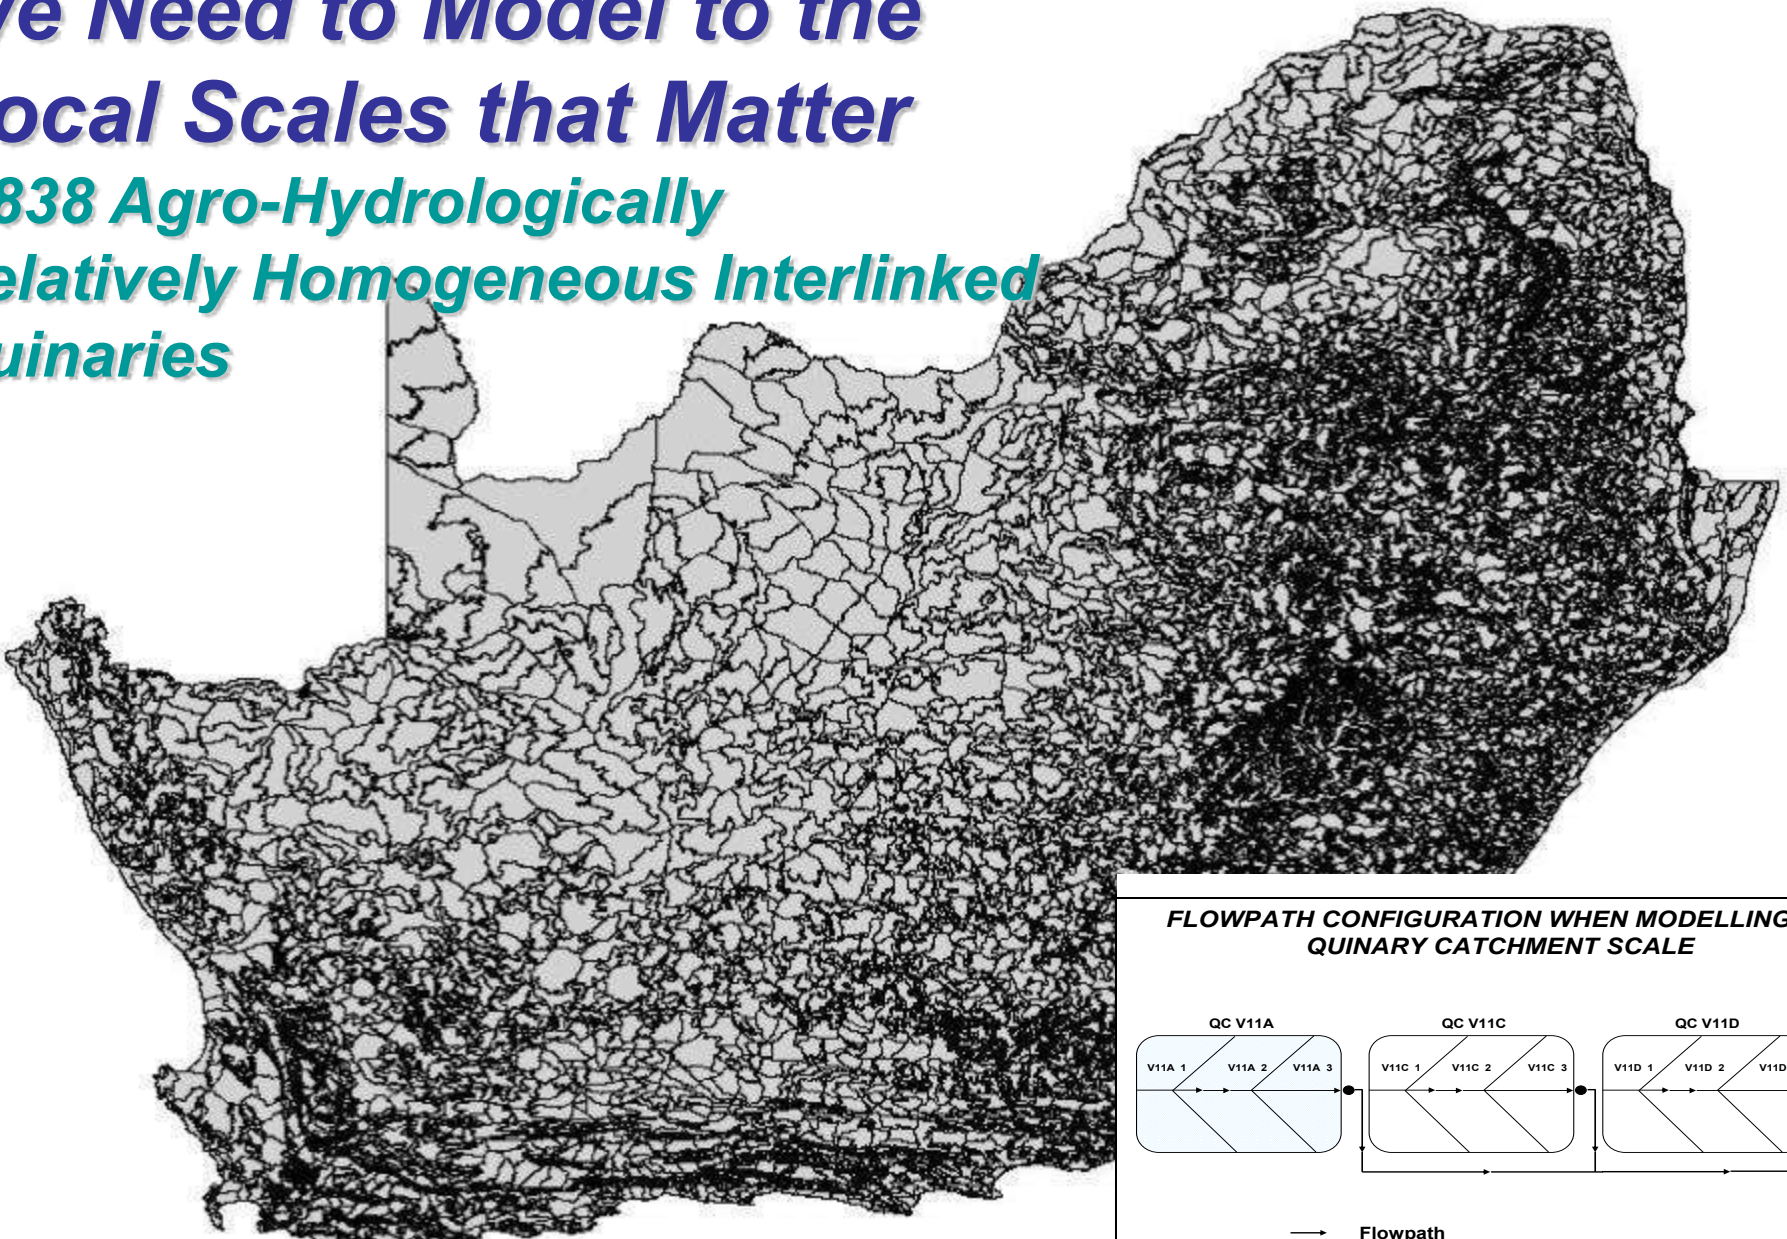 ve Need to Model to the
ocal Scales that Matter
838 Agro-Hydrologically
elatively Homogeneous Interlinked
uinaries
FLOWPATH CONFIGURATION WHEN MODELLING
QUINARY CATCHMENT SCALE
QC V11A QC V11C QC V11D
V11A 1 V11A 2 V11A 3 V11C 1 V11C 2 V11C 3 V11D 1 V11D 2 V11D
Flowpath